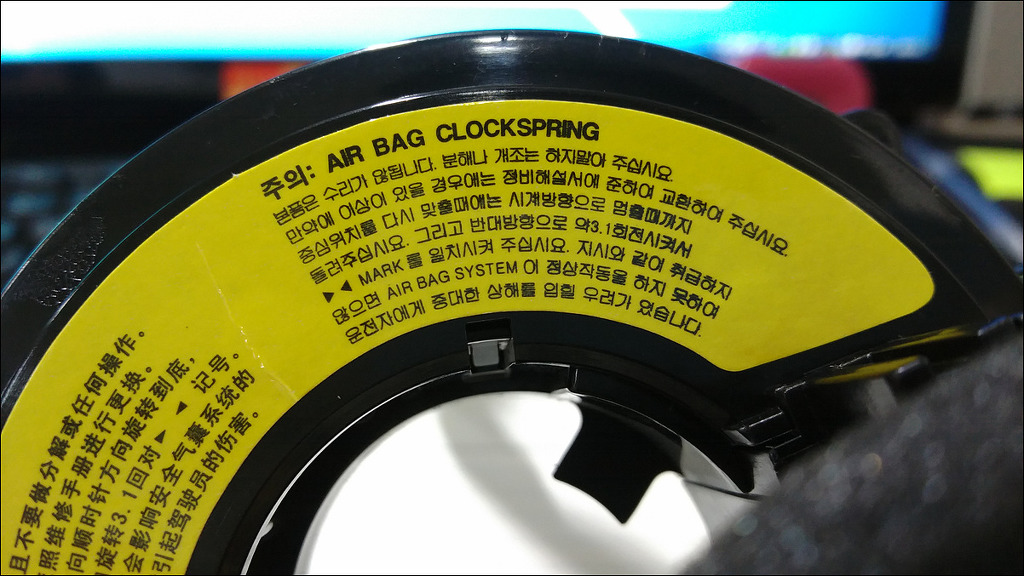 주의: AIR BAG CLOCKSPRING
본품은 수리가 않됩니다. 분해나 개조는 하지말아 주십시요
만약에 이상이 있을 경우에는 정비해설서에 준하여 교환하여 주십시요.
중심위치를 다시 맞출때에는 시계방향으로 멈출때까지
돌려주십시요. 그리고 반대방향으로 약3.1회전시켜서
▶◀ MARK 를 일치시켜 주십시요. 지시와 같이 취급하지
않으면 AIR BAG SYSTEM 이 정상작동을 하지 못하여
운전자에게 중대한 상해를 입힐 우려가 있습니다.
且不要做分解或任何操作。
照维修手册进行更换。
向顺时针方向旋转到底,
旋转3.1回对 ▶ ◀ 记号。
会影响安全气囊系统的
引起驾驶员的伤害。